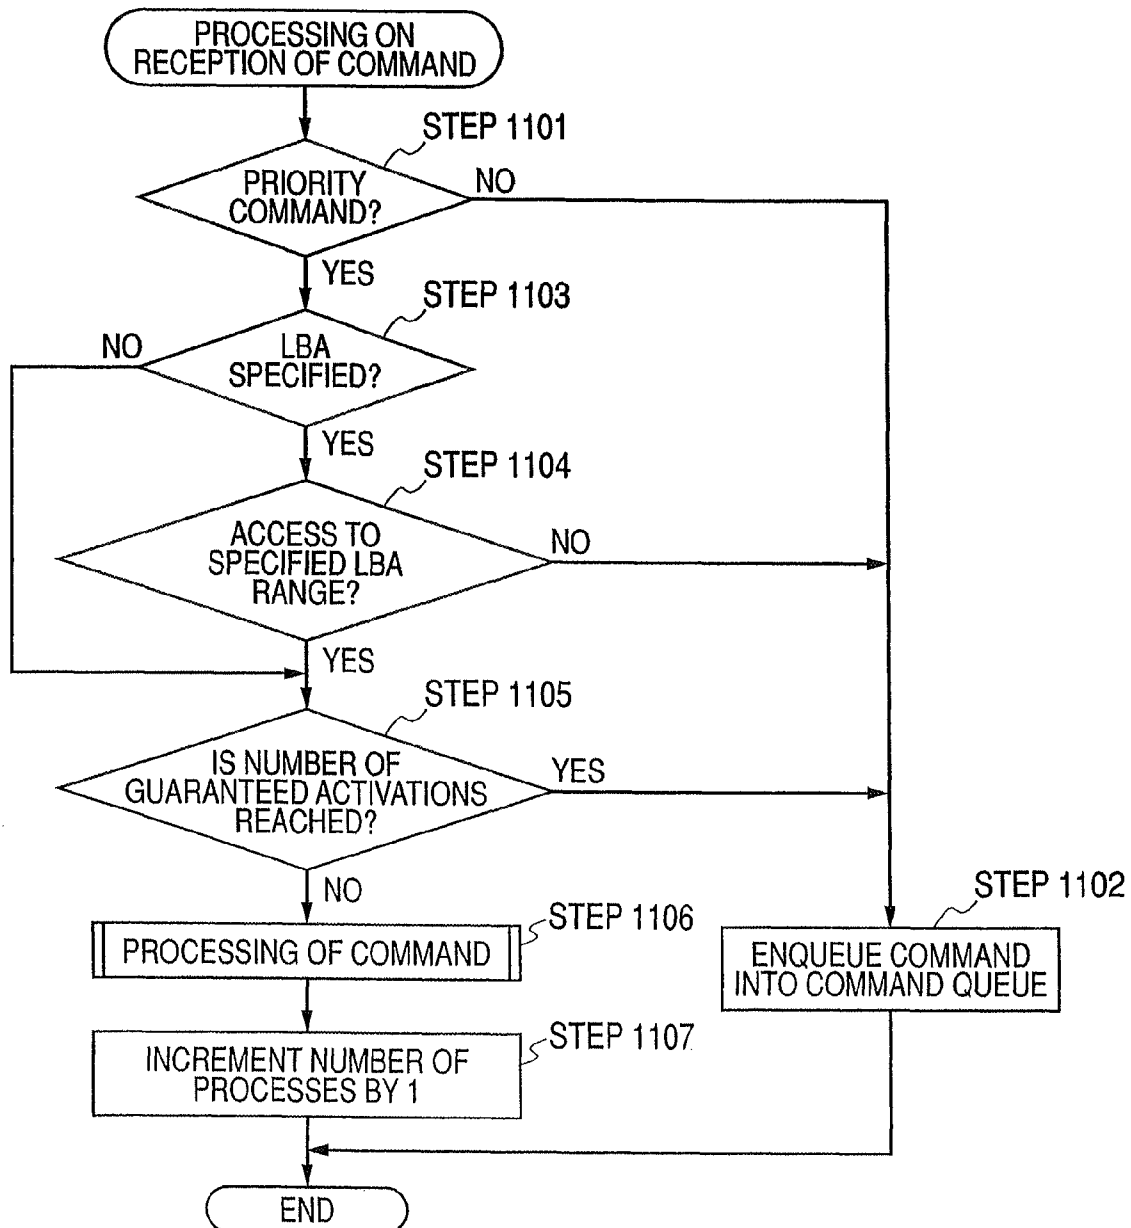 PROCESSING ON
RECEPTION OF COMMAND
STEP 1101
PRIORITY
COMMAND?
NO
YES
STEP 1103
NO
LBA
SPECIFIED?
YES
STEP 1104
ACCESS TO
SPECIFIED LBA
RANGE?
NO
YES
STEP 1105
IS NUMBER OF
GUARANTEED ACTIVATIONS
REACHED?
YES
NO
STEP 1102
STEP 1106
PROCESSING OF COMMAND
ENQUEUE COMMAND
INTO COMMAND QUEUE
STEP 1107
INCREMENT NUMBER OF
PROCESSES BY 1
END